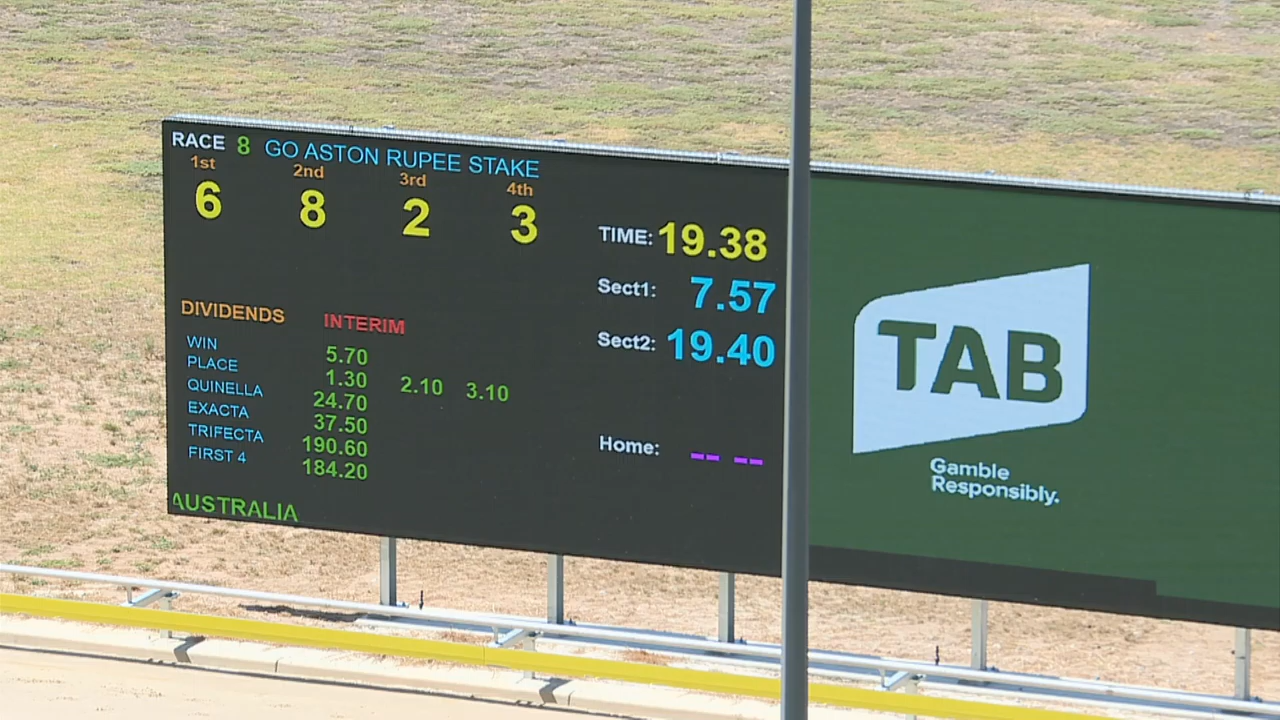 RACE 8 GO ASTON RUPEE STAKE
1st 2nd 3rd 4th
6 8 2 3
TIME: 19.38
Sect1: 7.57
Sect2: 19.40
Home: -- --
DIVIDENDS INTERIM
WIN 5.70
PLACE 1.30 2.10 3.10
QUINELLA 24.70
EXACTA 37.50
TRIFECTA 190.60
FIRST 4 184.20
AUSTRALIA
TAB
Gamble
Responsibly.